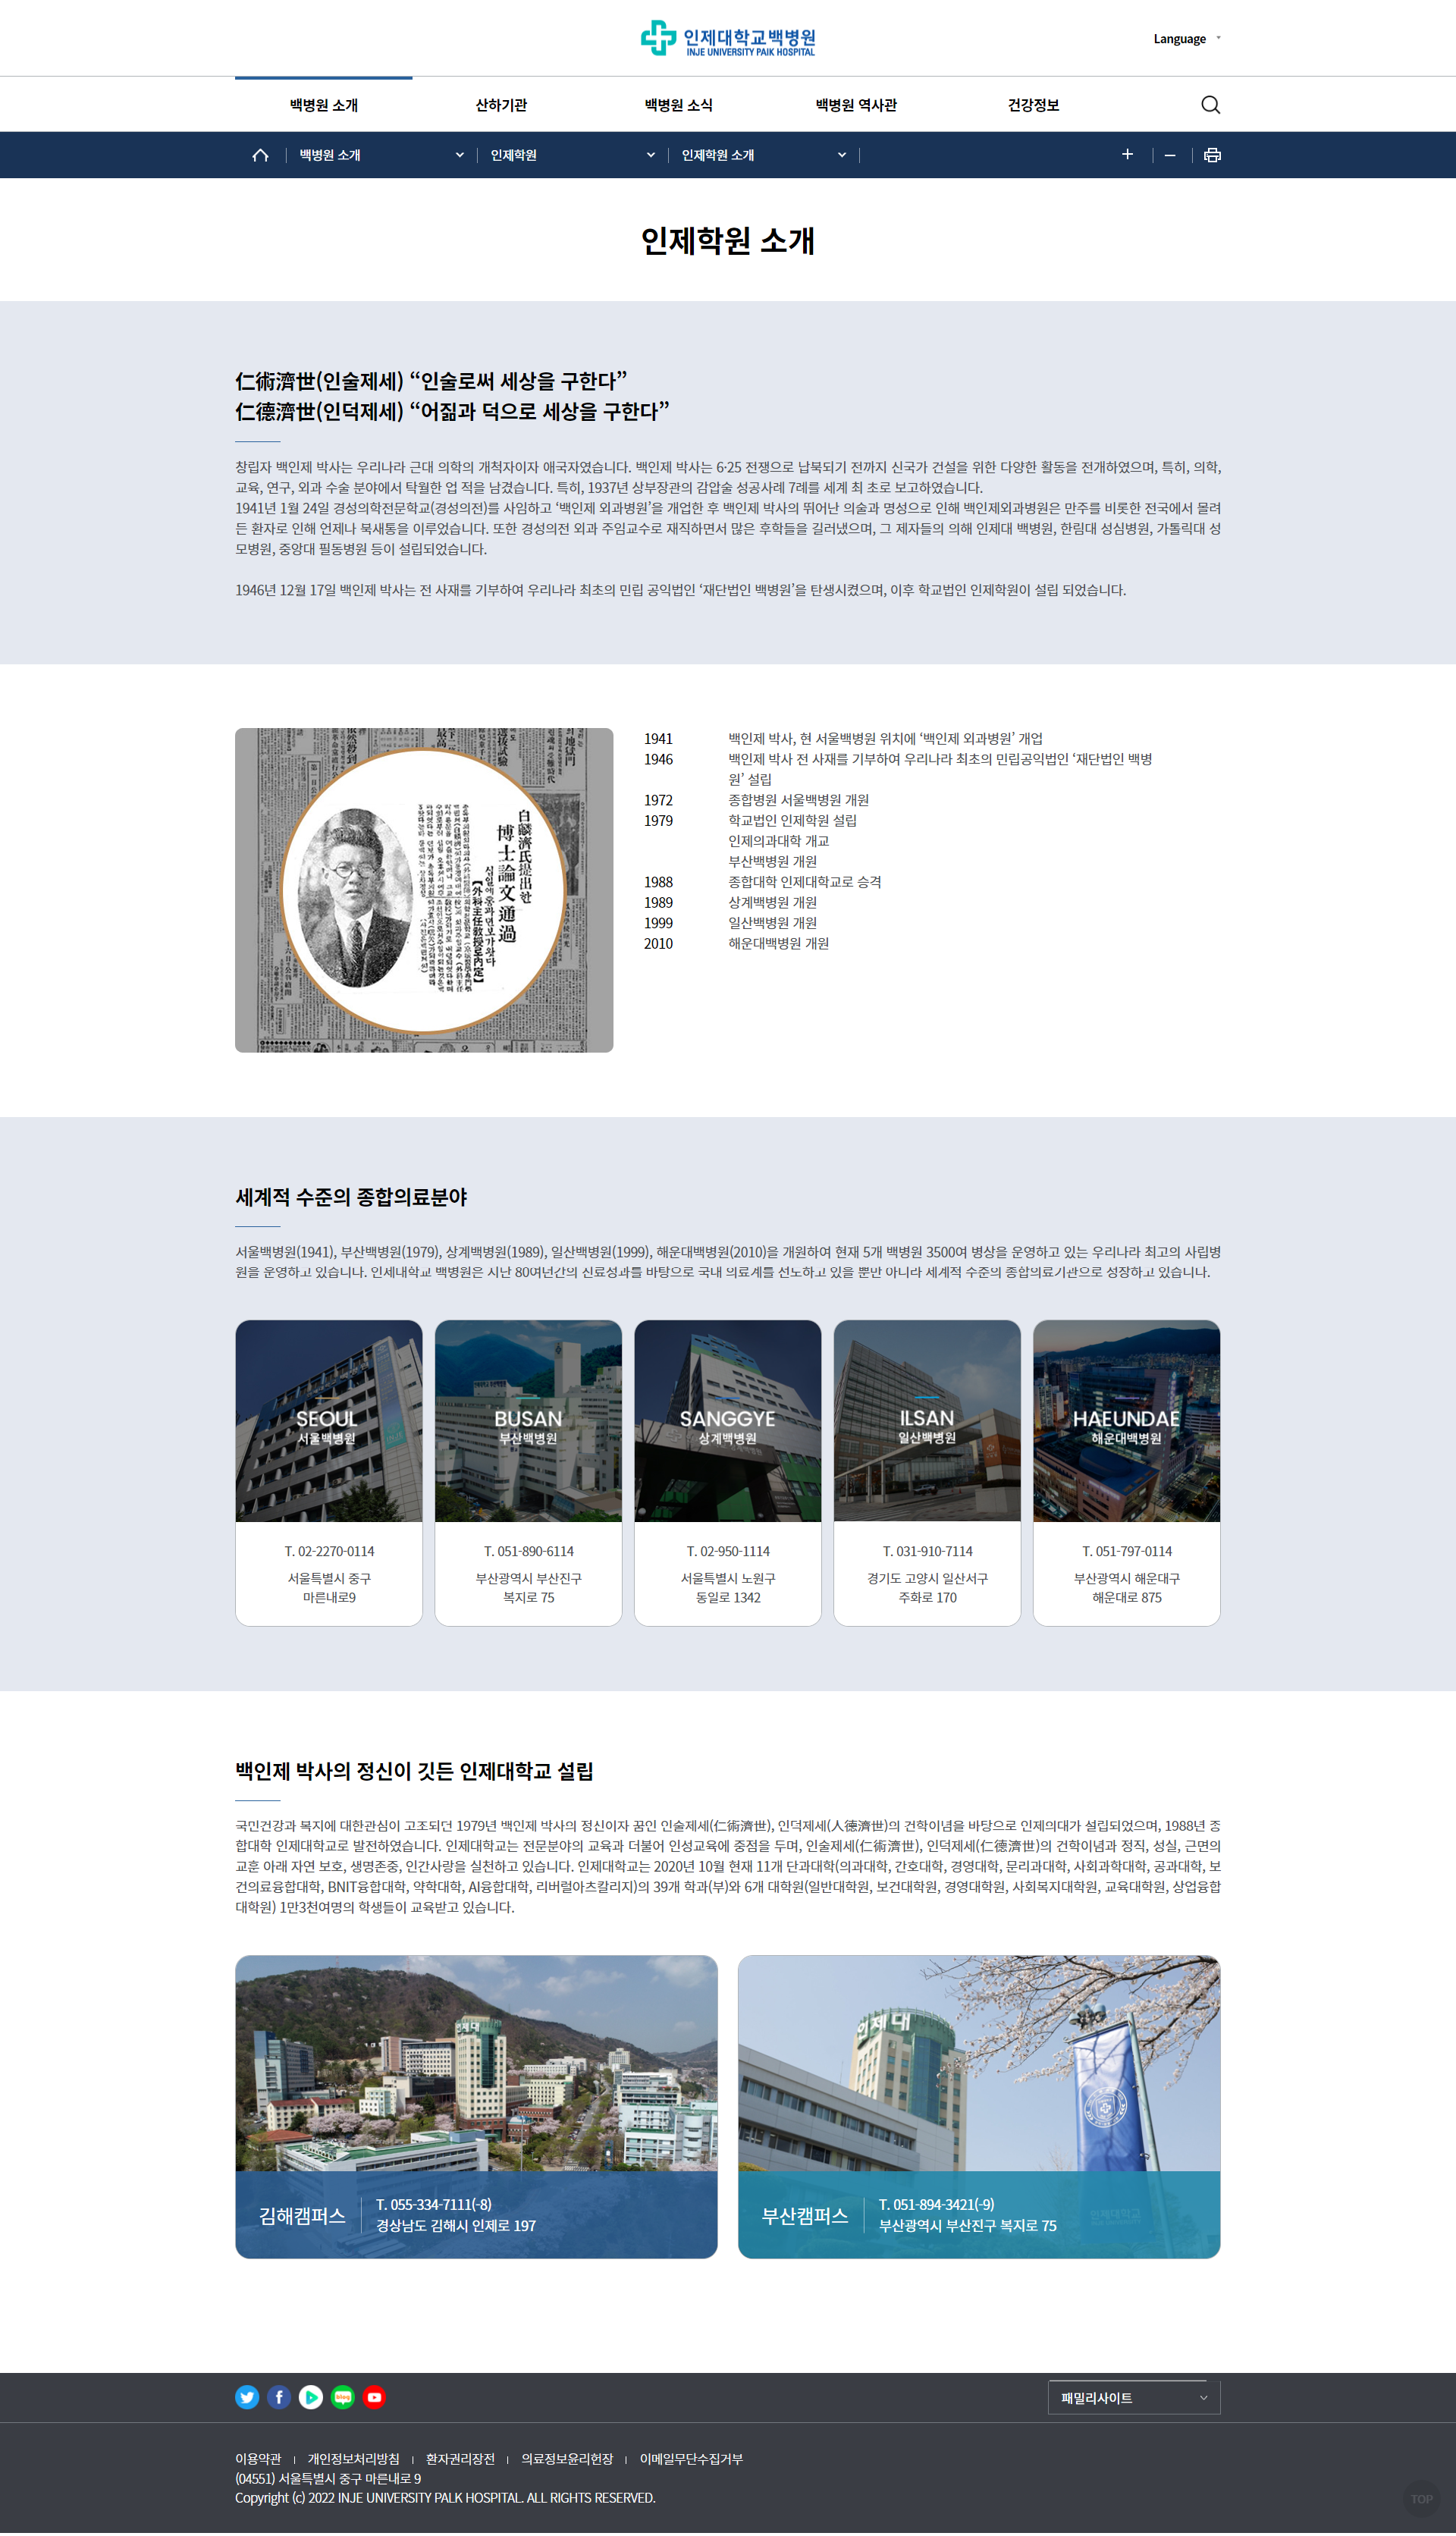 인제대학교백병원
INJE UNIVERSITY PAIK HOSPITAL
Language
백병원 소개
산하기관
백병원 소식
백병원 역사관
건강정보
백병원 소개
인제학원
인제학원 소개
인제학원 소개
仁術濟世(인술제세) “인술로써 세상을 구한다”
仁德濟世(인덕제세) “어짊과 덕으로 세상을 구한다”
창립자 백인제 박사는 우리나라 근대 의학의 개척자이자 애국자였습니다. 백인제 박사는 6·25 전쟁으로 납북되기 전까지 신국가 건설을 위한 다양한 활동을 전개하였으며, 특히, 의학,
교육, 연구, 외과 수술 분야에서 탁월한 업 적을 남겼습니다. 특히, 1937년 상부장관의 감압술 성공사례 7례를 세계 최 초로 보고하였습니다.
1941년 1월 24일 경성의학전문학교(경성의전)를 사임하고 ‘백인제 외과병원’을 개업한 후 백인제 박사의 뛰어난 의술과 명성으로 인해 백인제외과병원은 만주를 비롯한 전국에서 몰려
든 환자로 인해 언제나 북새통을 이루었습니다. 또한 경성의전 외과 주임교수로 재직하면서 많은 후학들을 길러냈으며, 그 제자들의 의해 인제대 백병원, 한림대 성심병원, 가톨릭대 성
모병원, 중앙대 필동병원 등이 설립되었습니다.
1946년 12월 17일 백인제 박사는 전 사재를 기부하여 우리나라 최초의 민립 공익법인 ‘재단법인 백병원’을 탄생시켰으며, 이후 학교법인 인제학원이 설립 되었습니다.
白麟濟氏提出한
博士論文通過
십일에 통과면보가왓다
【外科主任敎授로內定】
1941 백인제 박사, 현 서울백병원 위치에 ‘백인제 외과병원’ 개업
1946 백인제 박사 전 사재를 기부하여 우리나라 최초의 민립공익법인 ‘재단법인 백병
원’ 설립
1972 종합병원 서울백병원 개원
1979 학교법인 인제학원 설립
인제의과대학 개교
부산백병원 개원
1988 종합대학 인제대학교로 승격
1989 상계백병원 개원
1999 일산백병원 개원
2010 해운대백병원 개원
세계적 수준의 종합의료분야
서울백병원(1941), 부산백병원(1979), 상계백병원(1989), 일산백병원(1999), 해운대백병원(2010)을 개원하여 현재 5개 백병원 3500여 병상을 운영하고 있는 우리나라 최고의 사립병
원을 운영하고 있습니다. 인제대학교 백병원은 지난 80여년간의 진료성과를 바탕으로 국내 의료계를 선도하고 있을 뿐만 아니라 세계적 수준의 종합의료기관으로 성장하고 있습니다.
SEOUL
서울백병원
T. 02-2270-0114
서울특별시 중구
마른내로9
BUSAN
부산백병원
T. 051-890-6114
부산광역시 부산진구
복지로 75
SANGGYE
상계백병원
T. 02-950-1114
서울특별시 노원구
동일로 1342
ILSAN
일산백병원
T. 031-910-7114
경기도 고양시 일산서구
주화로 170
HAEUNDAE
해운대백병원
T. 051-797-0114
부산광역시 해운대구
해운대로 875
백인제 박사의 정신이 깃든 인제대학교 설립
국민건강과 복지에 대한관심이 고조되던 1979년 백인제 박사의 정신이자 꿈인 인술제세(仁術濟世), 인덕제세(人德濟世)의 건학이념을 바탕으로 인제의대가 설립되었으며, 1988년 종
합대학 인제대학교로 발전하였습니다. 인제대학교는 전문분야의 교육과 더불어 인성교육에 중점을 두며, 인술제세(仁術濟世), 인덕제세(仁德濟世)의 건학이념과 정직, 성실, 근면의
교훈 아래 자연 보호, 생명존중, 인간사랑을 실천하고 있습니다. 인제대학교는 2020년 10월 현재 11개 단과대학(의과대학, 간호대학, 경영대학, 문리과대학, 사회과학대학, 공과대학, 보
건의료융합대학, BNIT융합대학, 약학대학, AI융합대학, 리버럴아츠칼리지)의 39개 학과(부)와 6개 대학원(일반대학원, 보건대학원, 경영대학원, 사회복지대학원, 교육대학원, 상업융합
대학원) 1만3천여명의 학생들이 교육받고 있습니다.
인제대
김해캠퍼스
T. 055-334-7111(-8)
경상남도 김해시 인제로 197
인제대
인제대학교
부산캠퍼스
T. 051-894-3421(-9)
부산광역시 부산진구 복지로 75
blog
패밀리사이트
이용약관
개인정보처리방침
환자권리장전
의료정보윤리헌장
이메일무단수집거부
(04551) 서울특별시 중구 마른내로 9
Copyright (c) 2022 INJE UNIVERSITY PALK HOSPITAL. ALL RIGHTS RESERVED.
TOP